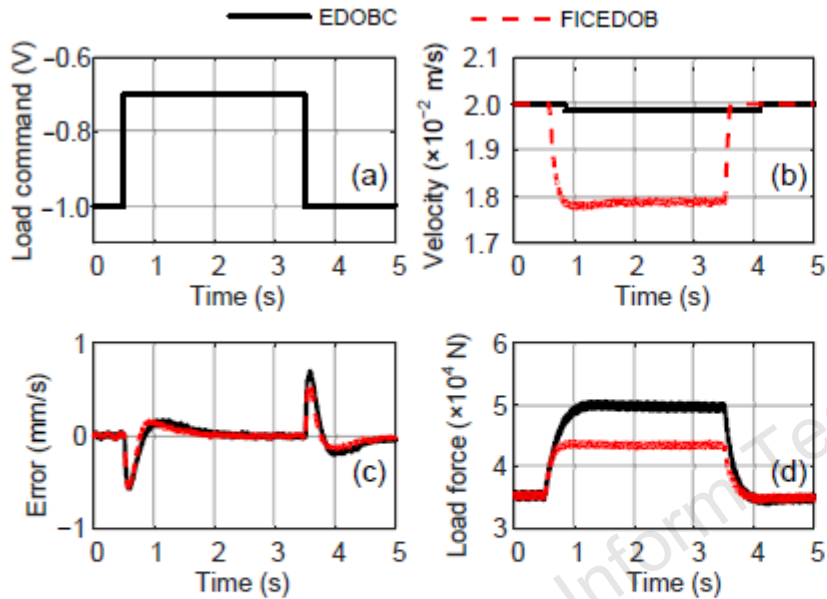 EDOBC FICEDOB
Load command (V)
−0.6
−0.8
−1.0
(a)
0 1 2 3 4 5
Time (s)
Velocity (×10⁻² m/s)
2.1
2.0
1.9
1.8
1.7
(b)
0 1 2 3 4 5
Time (s)
Error (mm/s)
1
0
−1
(c)
0 1 2 3 4 5
Time (s)
Load force (×10⁴ N)
6
5
4
3
(d)
0 1 2 3 4 5
Time (s)
Inform Te